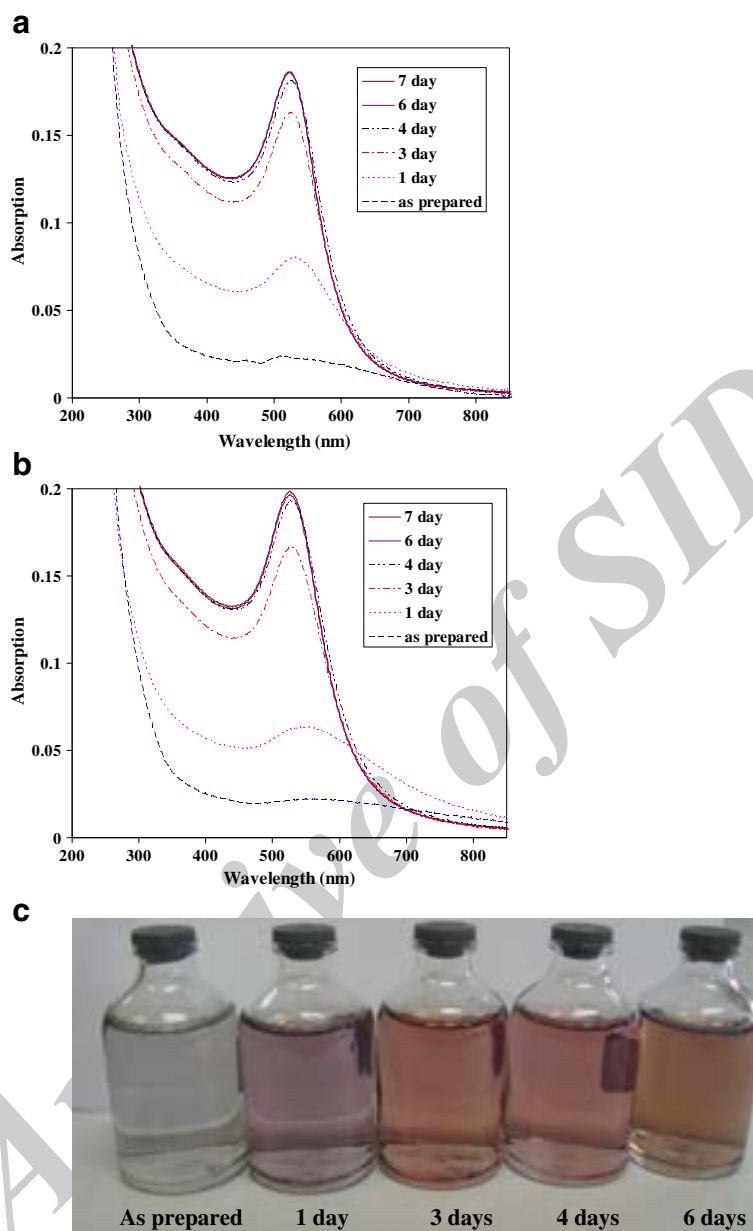 a
0.2
0.15
0.1
0.05
0
Absorption
7 day
6 day
4 day
3 day
1 day
as prepared
200 300 400 500 600 700 800
Wavelength (nm)
b
0.2
0.15
0.1
0.05
0
Absorption
7 day
6 day
4 day
3 day
1 day
as prepared
200 300 400 500 600 700 800
Wavelength (nm)
c
As prepared 1 day 3 days 4 days 6 days
Archive of SID